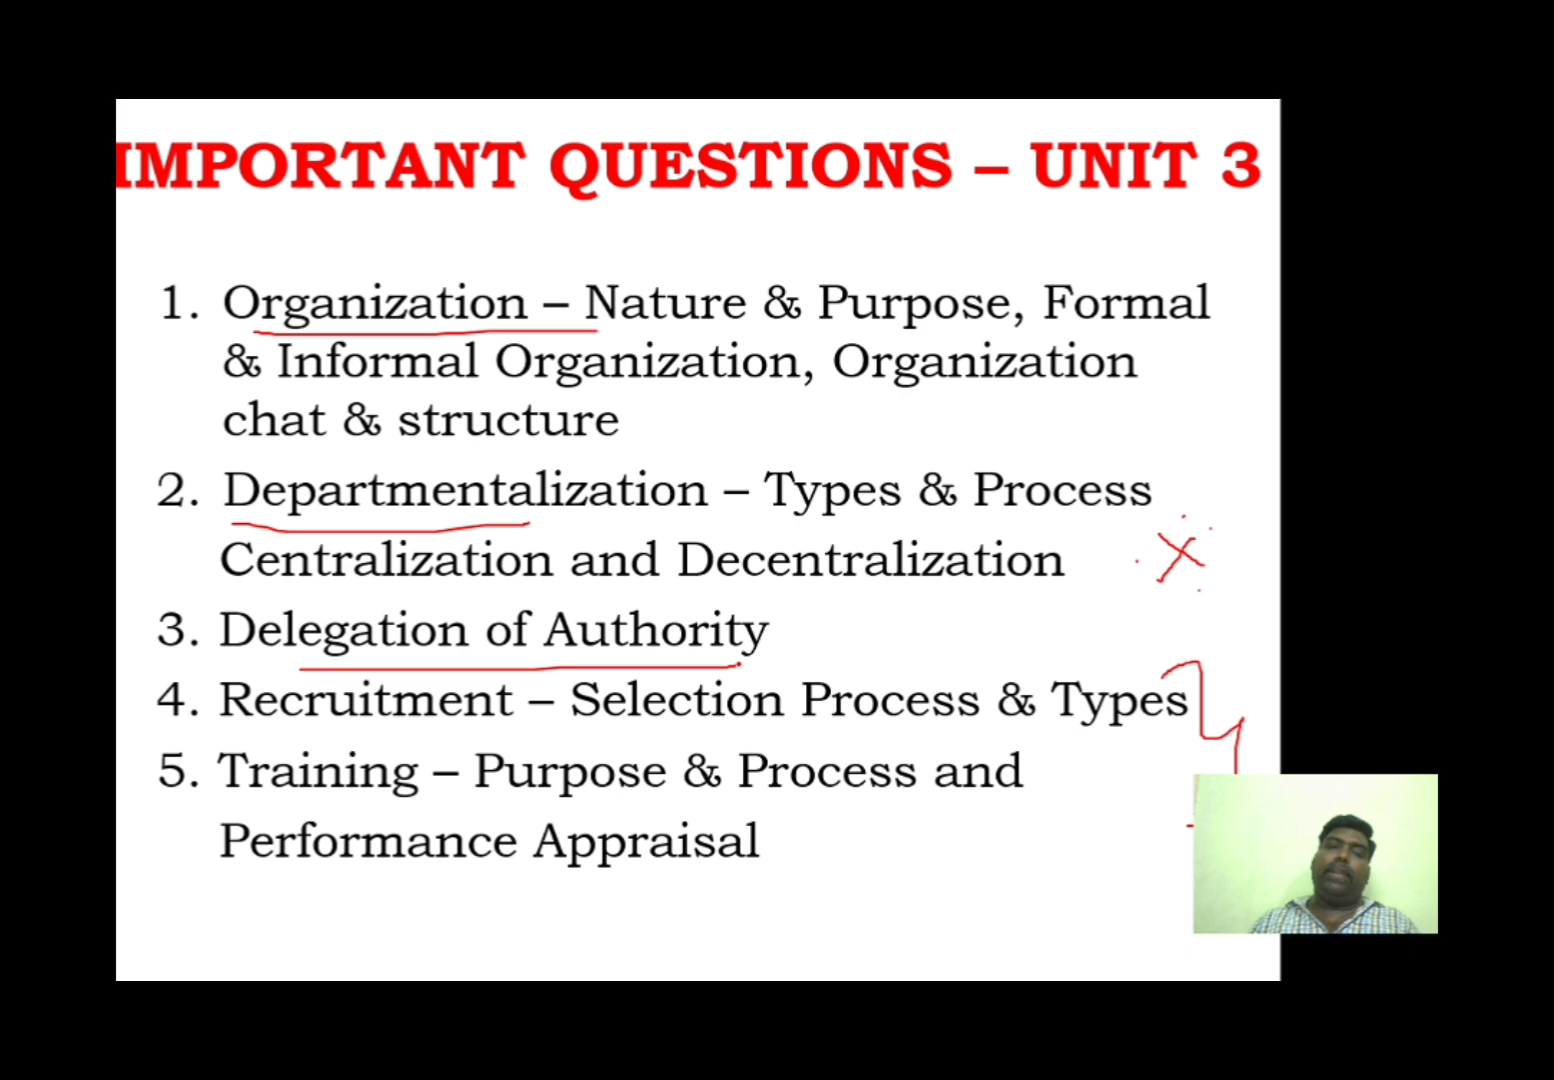 IMPORTANT QUESTIONS – UNIT 3
1. Organization – Nature & Purpose, Formal
& Informal Organization, Organization
chat & structure
2. Departmentalization – Types & Process
Centralization and Decentralization
3. Delegation of Authority
4. Recruitment – Selection Process & Types
5. Training – Purpose & Process and
Performance Appraisal